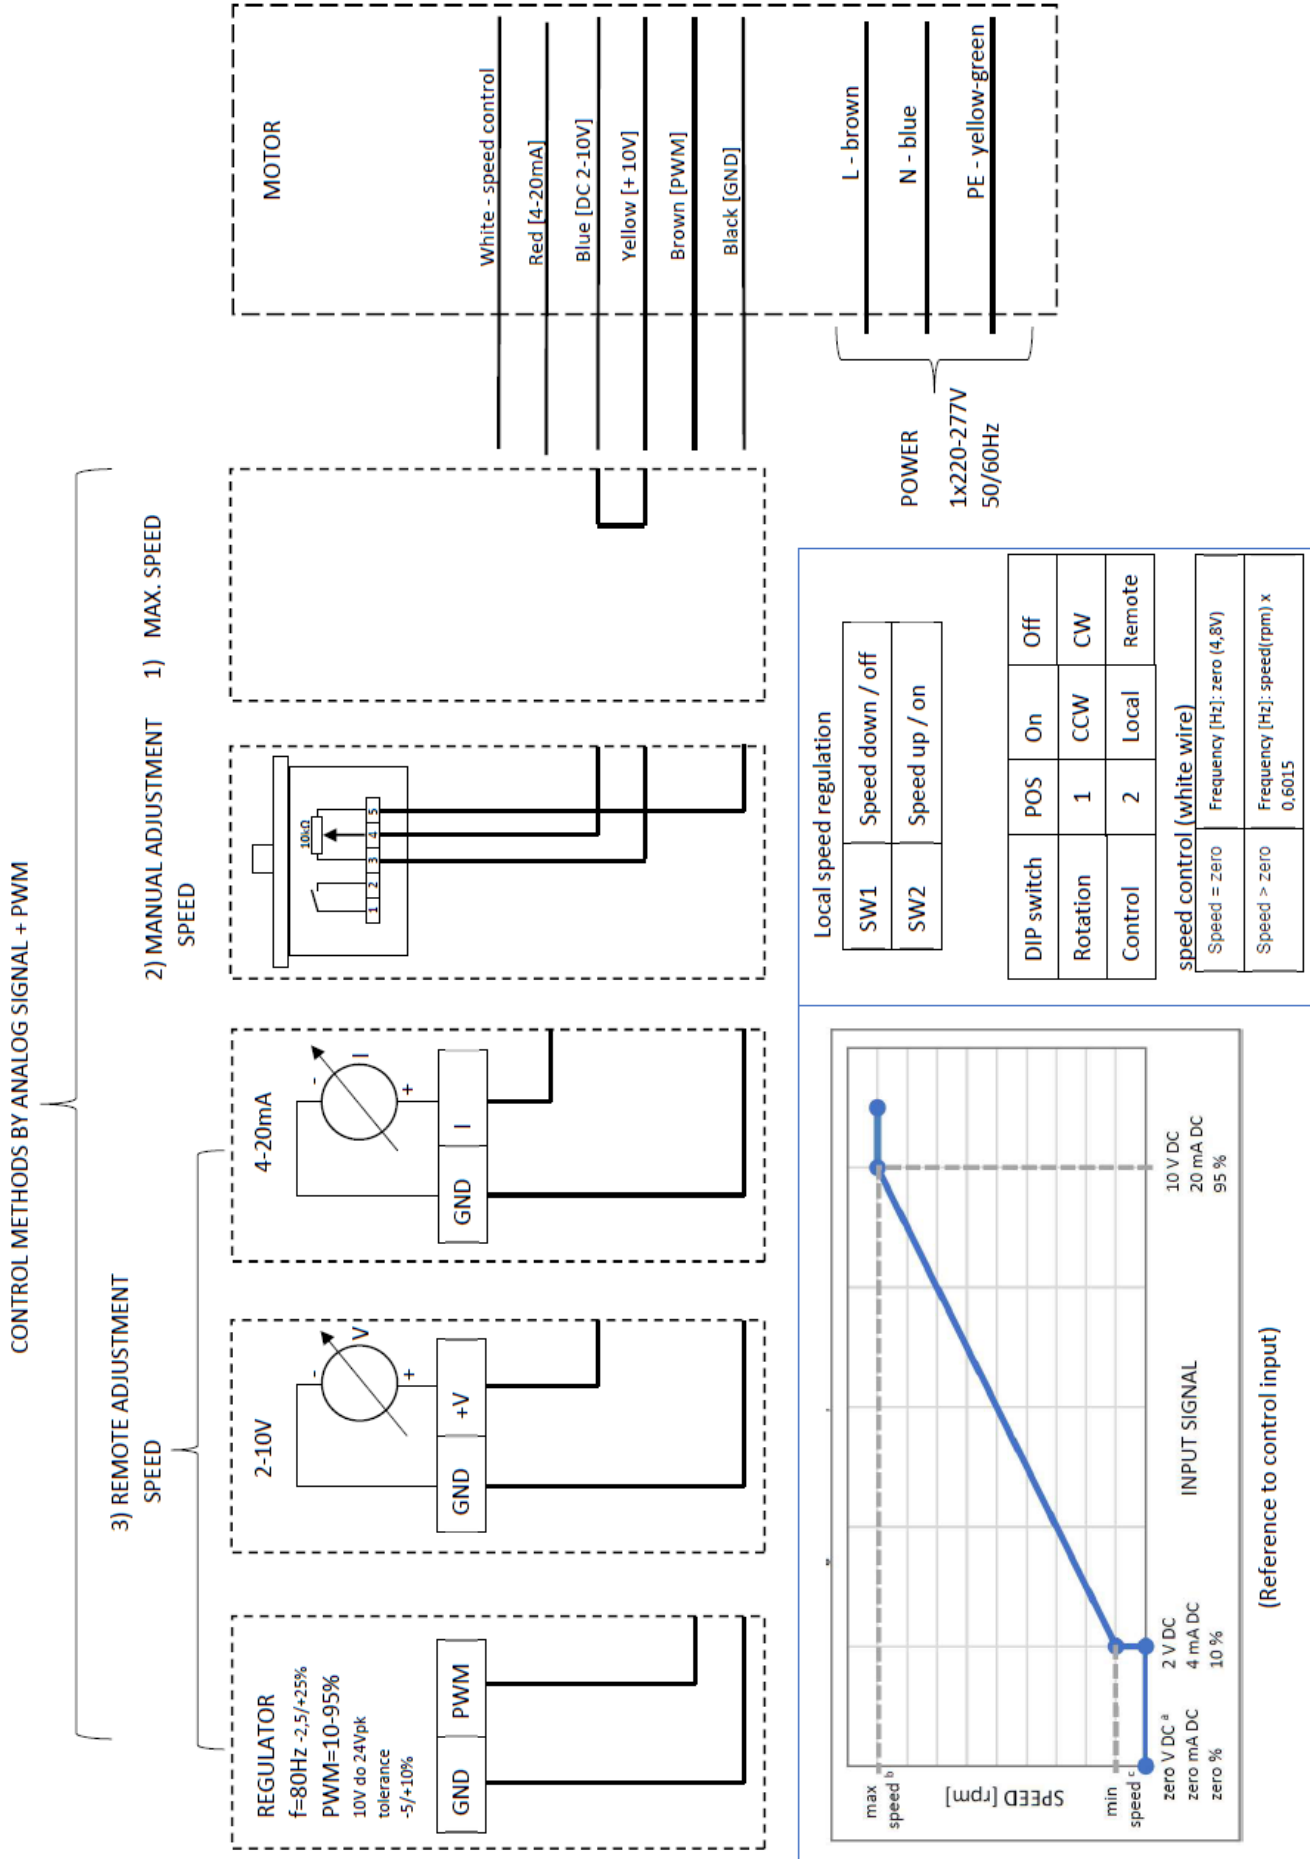 CONTROL METHODS BY ANALOG SIGNAL + PWM
3) REMOTE ADJUSTMENT
SPEED
2) MANUAL ADJUSTMENT
SPEED
1) MAX. SPEED
REGULATOR
f=80Hz -2,5/+25%
PWM=10-95%
10V do 24Vpk
tolerance
-5/+10%
GND PWM
2-10V
-
V
+
GND +V
4-20mA
-
I
+
GND I
10kΩ
1 2 3 4 5
MOTOR
White - speed control
Red [4-20mA]
Blue [DC 2-10V]
Yellow [+ 10V]
Brown [PWM]
Black [GND]
L - brown
N - blue
PE - yellow-green
POWER
1x220-277V
50/60Hz
max
speed b
SPEED [rpm]
min
speed c
zero V DC a
zero mA DC
zero %
2 V DC
4 mA DC
10 %
INPUT SIGNAL
10 V DC
20 mA DC
95 %
(Reference to control input)
Local speed regulation
SW1 Speed down / off
SW2 Speed up / on
DIP switch POS On Off
Rotation 1 CCW CW
Control 2 Local Remote
speed control (white wire)
Speed = zero Frequency [Hz]: zero (4,8V)
Speed > zero Frequency [Hz]: speed(rpm) x
0,6015